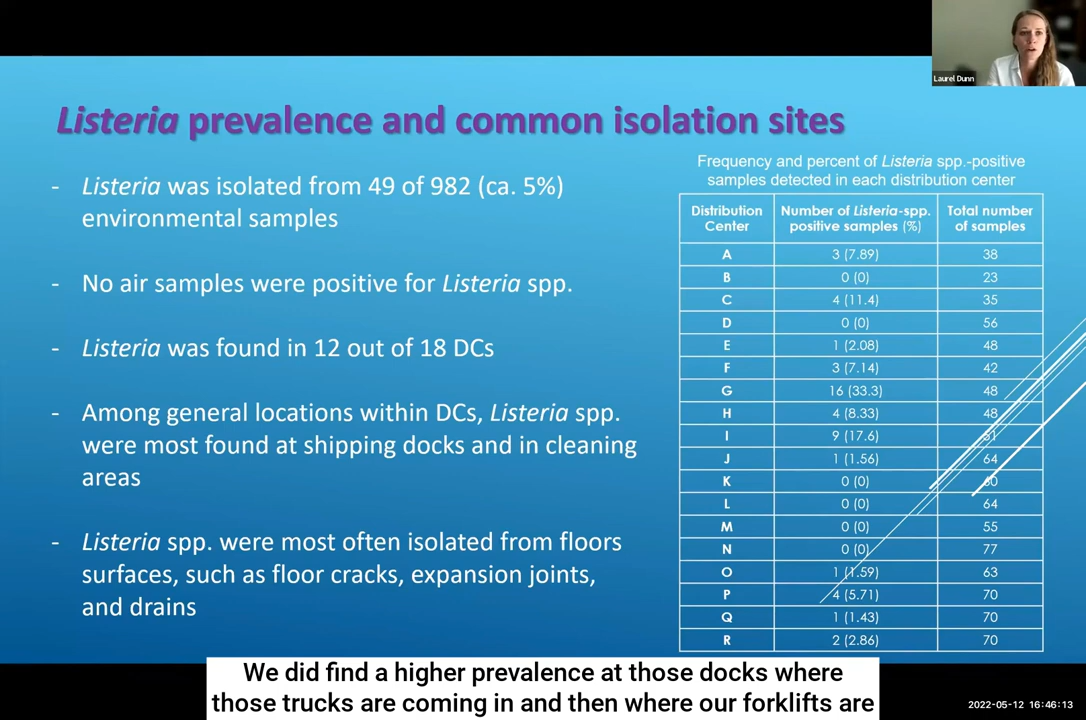 Laurel Dunn
Listeria prevalence and common isolation sites
- Listeria was isolated from 49 of 982 (ca. 5%)
environmental samples
- No air samples were positive for Listeria spp.
- Listeria was found in 12 out of 18 DCs
- Among general locations within DCs, Listeria spp.
were most found at shipping docks and in cleaning
areas
- Listeria spp. were most often isolated from floors
surfaces, such as floor cracks, expansion joints,
and drains
Frequency and percent of Listeria spp.-positive
samples detected in each distribution center
Distribution Center Number of Listeria-spp. positive samples (%) Total number of samples
A 3 (7.89) 38
B 0 (0) 23
C 4 (11.4) 35
D 0 (0) 56
E 1 (2.08) 48
F 3 (7.14) 42
G 16 (33.3) 48
H 4 (8.33) 48
I 9 (17.6) 51
J 1 (1.56) 64
K 0 (0) 60
L 0 (0) 64
M 0 (0) 55
N 0 (0) 77
O 1 (1.59) 63
P 4 (5.71) 70
Q 1 (1.43) 70
R 2 (2.86) 70
We did find a higher prevalence at those docks where
those trucks are coming in and then where our forklifts are
2022-05-12 16:46:13